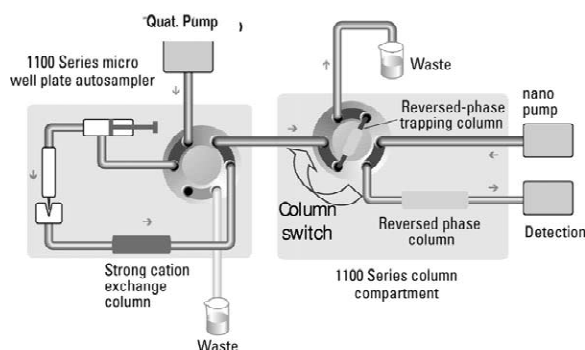 Quat. Pump
1100 Series micro
well plate autosampler
Waste
Reversed-phase
trapping column
nano
pump
Column
switch
Reversed phase
column
Detection
Strong cation
exchange
column
1100 Series column
compartment
Waste